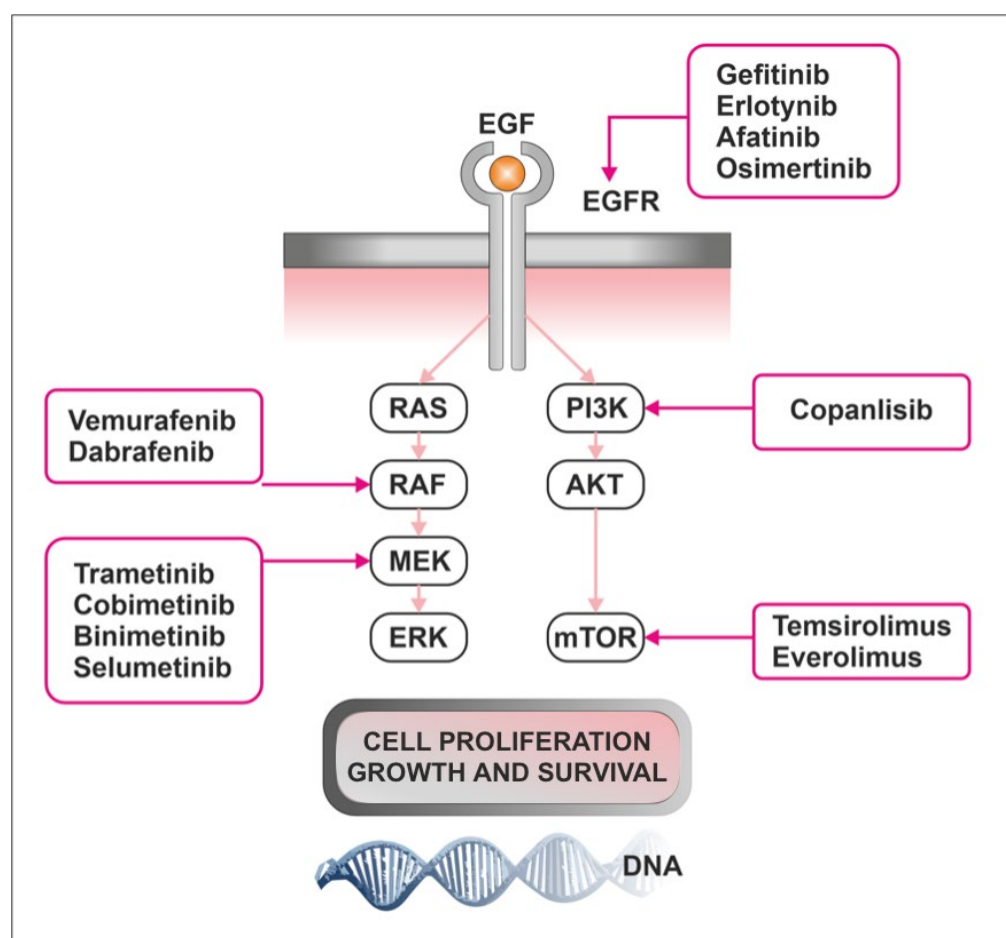 Gefitinib
Erlotynib
Afatinib
Osimertinib
EGF
EGFR
RAS
PI3K
Copanlisib
Vemurafenib
Dabrafenib
RAF
AKT
MEK
Trametinib
Cobimetinib
Binimetinib
Selumetinib
ERK
mTOR
Temsirolimus
Everolimus
CELL PROLIFERATION
GROWTH AND SURVIVAL
DNA